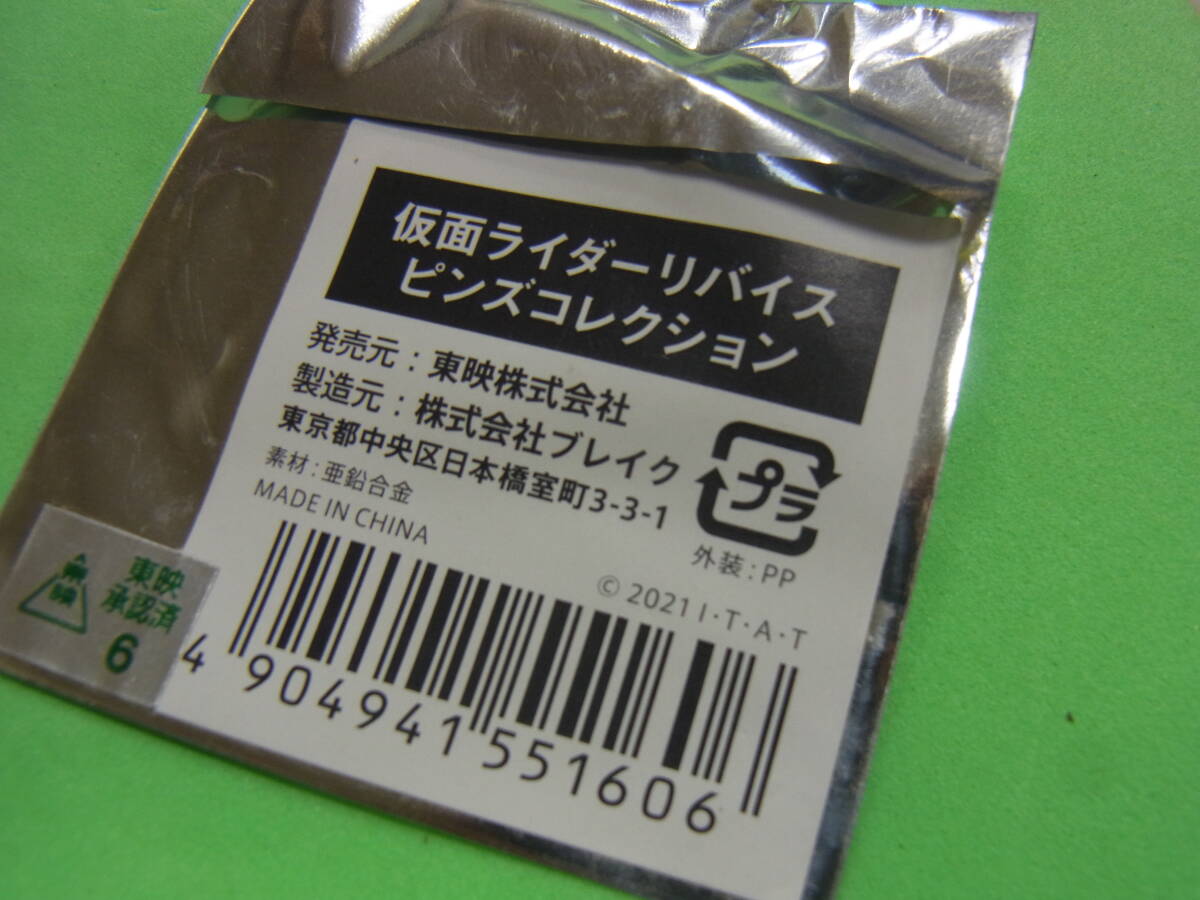 仮面ライダーリバイス
ピンズコレクション
発売元：東映株式会社
製造元：株式会社ブレイク
東京都中央区日本橋室町3-3-1
素材：亜鉛合金
MADE IN CHINA
プラ
外装：PP
© 2021 I・T・A・T
4 904941 551606
東映
承認済
6